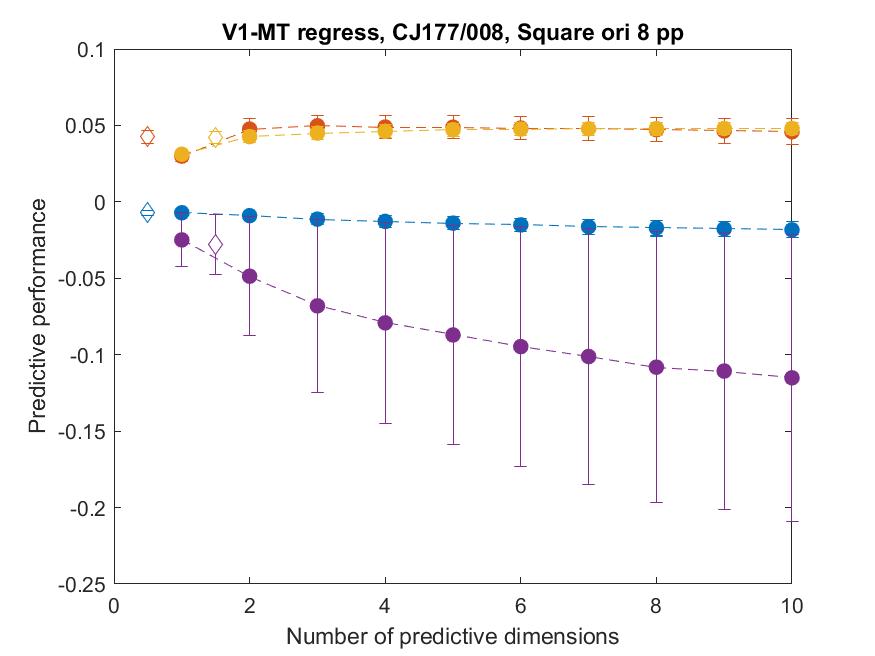 V1-MT regress, CJ177/008, Square ori 8 pp
0.1
0.05
0
-0.05
-0.1
-0.15
-0.2
-0.25
Predictive performance
0 2 4 6 8 10
Number of predictive dimensions